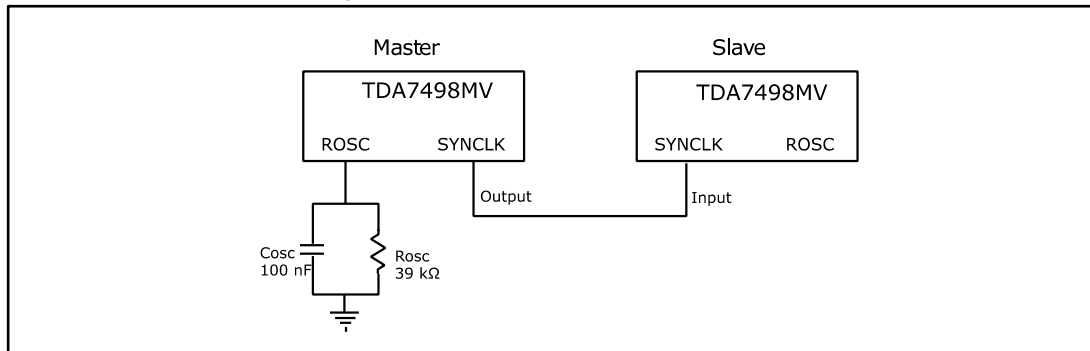 Master
Slave
TDA7498MV
TDA7498MV
ROSC SYNCLK
SYNCLK ROSC
Output
Input
Cosc
100 nF
Rosc
39 kΩ